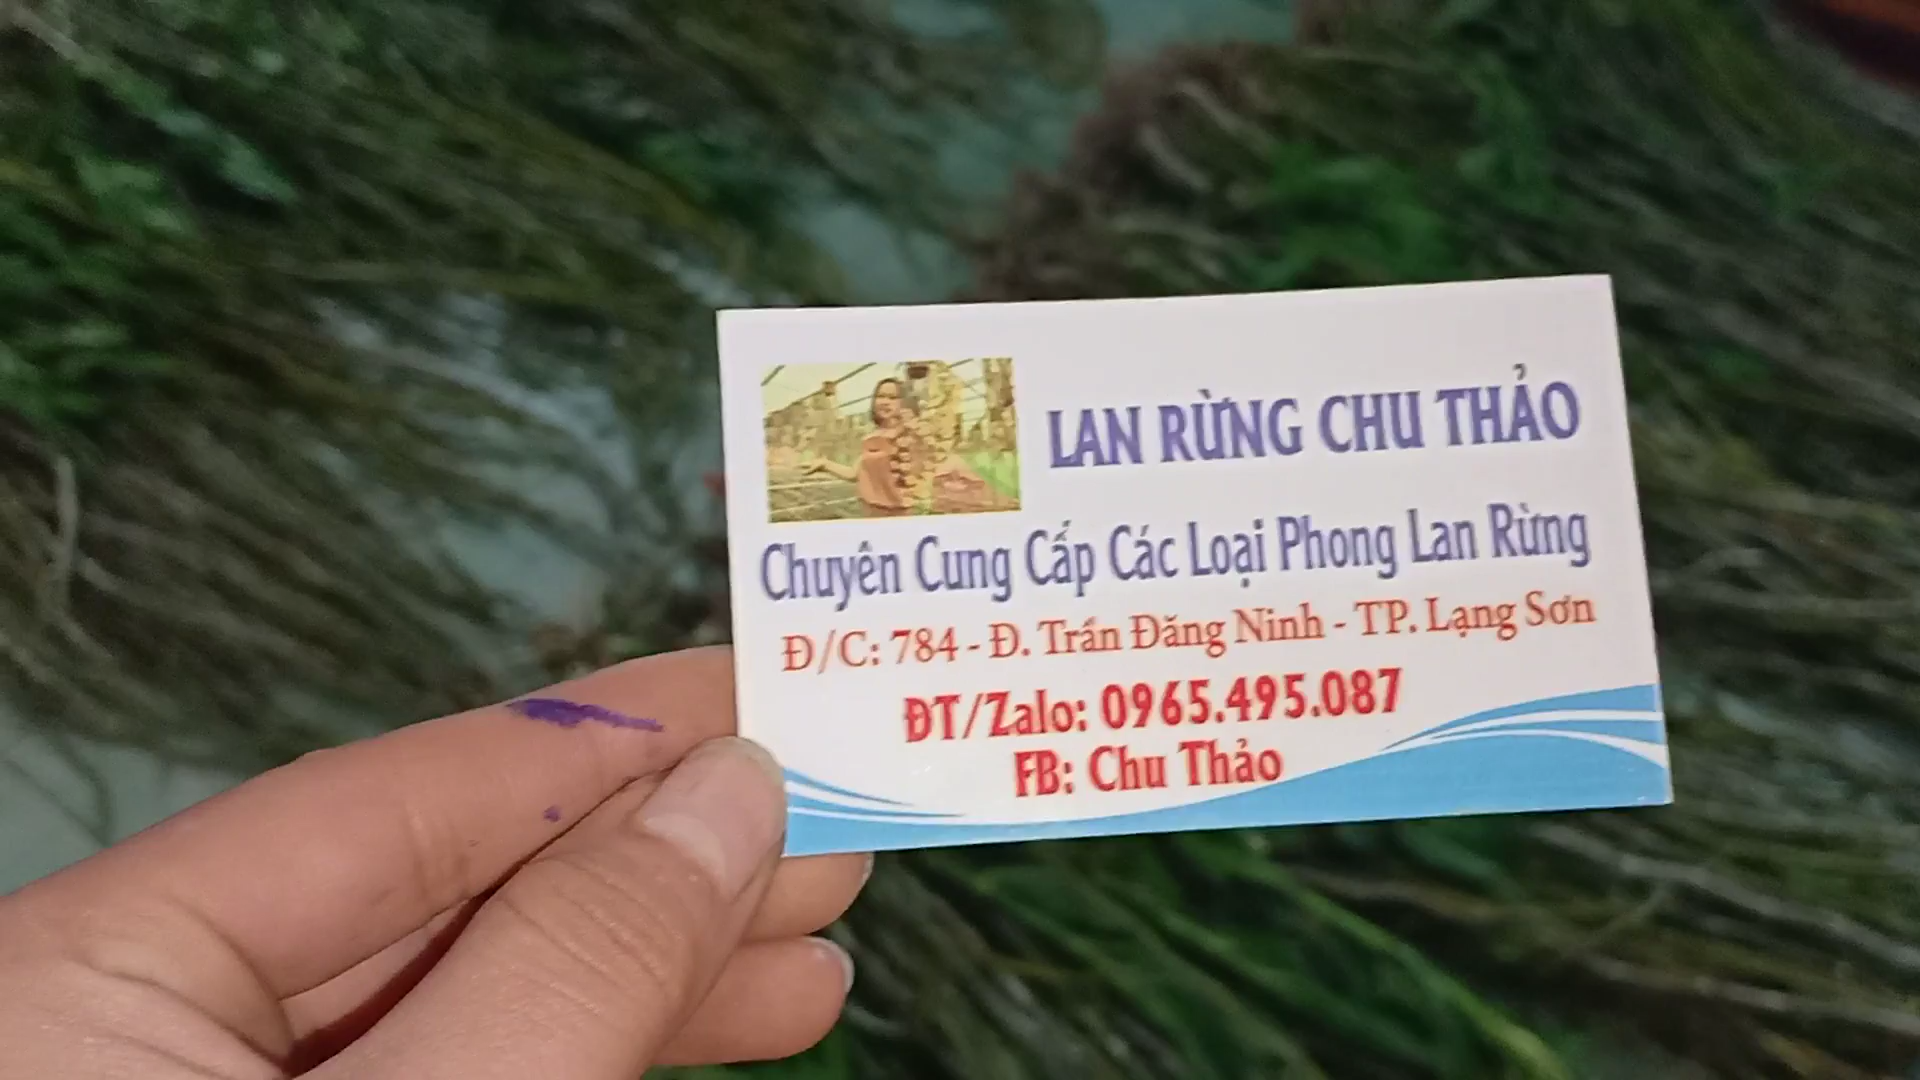 LAN RỪNG CHU THẢO
Chuyên Cung Cấp Các Loại Phong Lan Rừng
Đ/C: 784 - Đ. Trần Đăng Ninh - TP. Lạng Sơn
ĐT/Zalo: 0965.495.087
FB: Chu Thảo